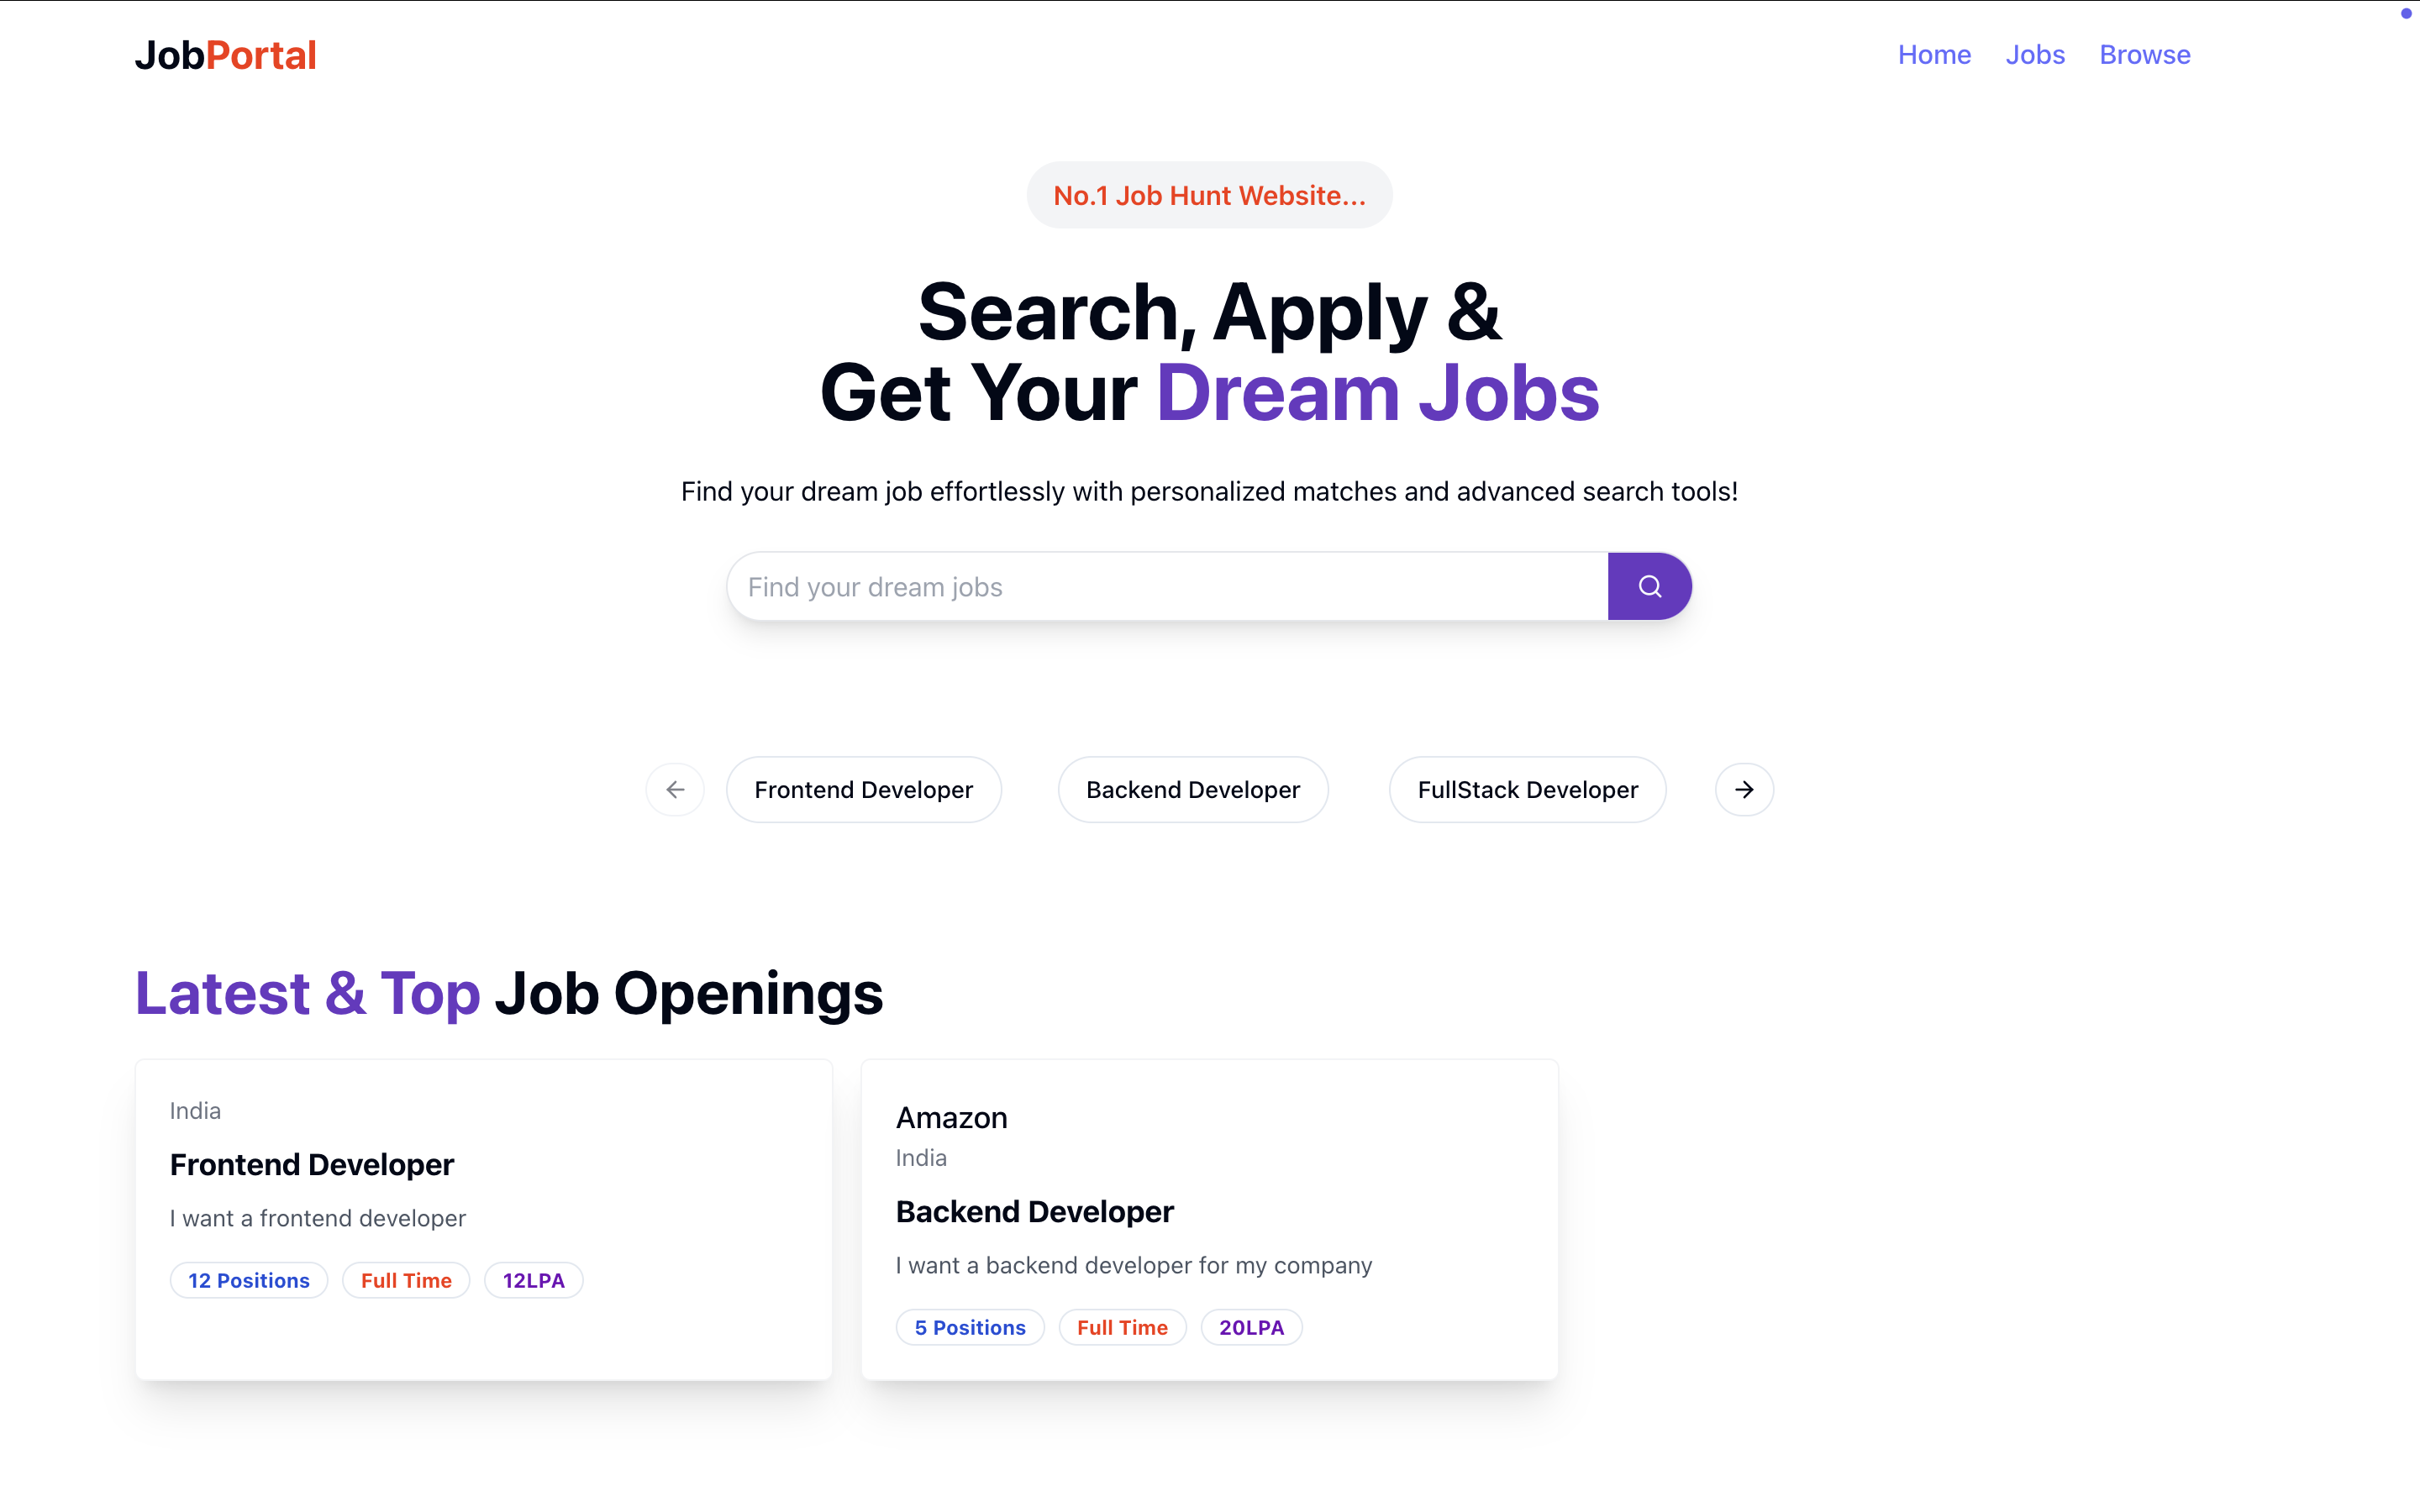 JobPortal
Home Jobs Browse
No.1 Job Hunt Website...
Search, Apply &
Get Your Dream Jobs
Find your dream job effortlessly with personalized matches and advanced search tools!
Find your dream jobs
Frontend Developer Backend Developer FullStack Developer
Latest & Top Job Openings
India
Frontend Developer
I want a frontend developer
12 Positions Full Time 12LPA
Amazon
India
Backend Developer
I want a backend developer for my company
5 Positions Full Time 20LPA